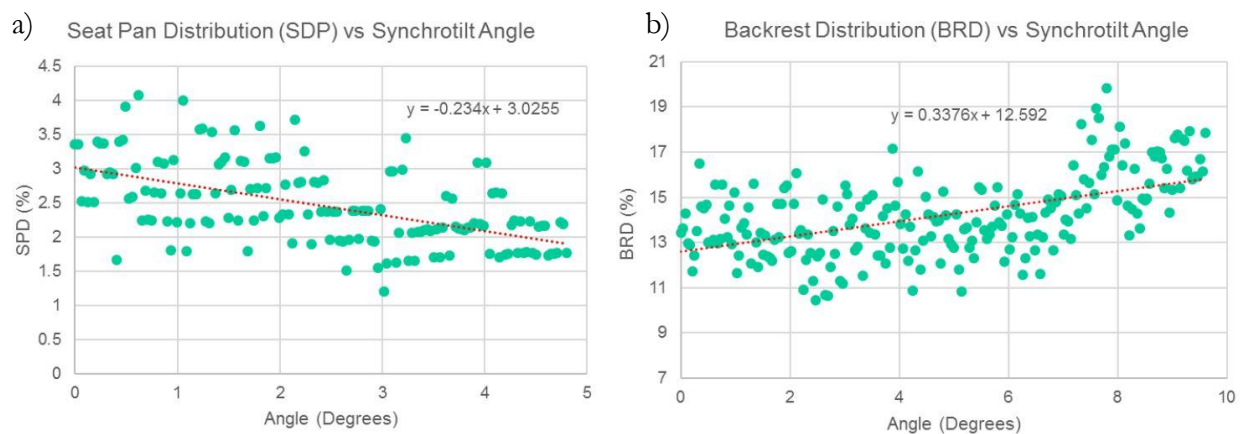 a)
Seat Pan Distribution (SDP) vs Synchrotilt Angle
4.5
4
3.5
3
2.5
2
1.5
1
0.5
0
SPD (%)
y = -0.234x + 3.0255
0 1 2 3 4 5
Angle (Degrees)
b)
Backrest Distribution (BRD) vs Synchrotilt Angle
21
19
17
15
13
11
9
7
BRD (%)
y = 0.3376x + 12.592
0 2 4 6 8 10
Angle (Degrees)